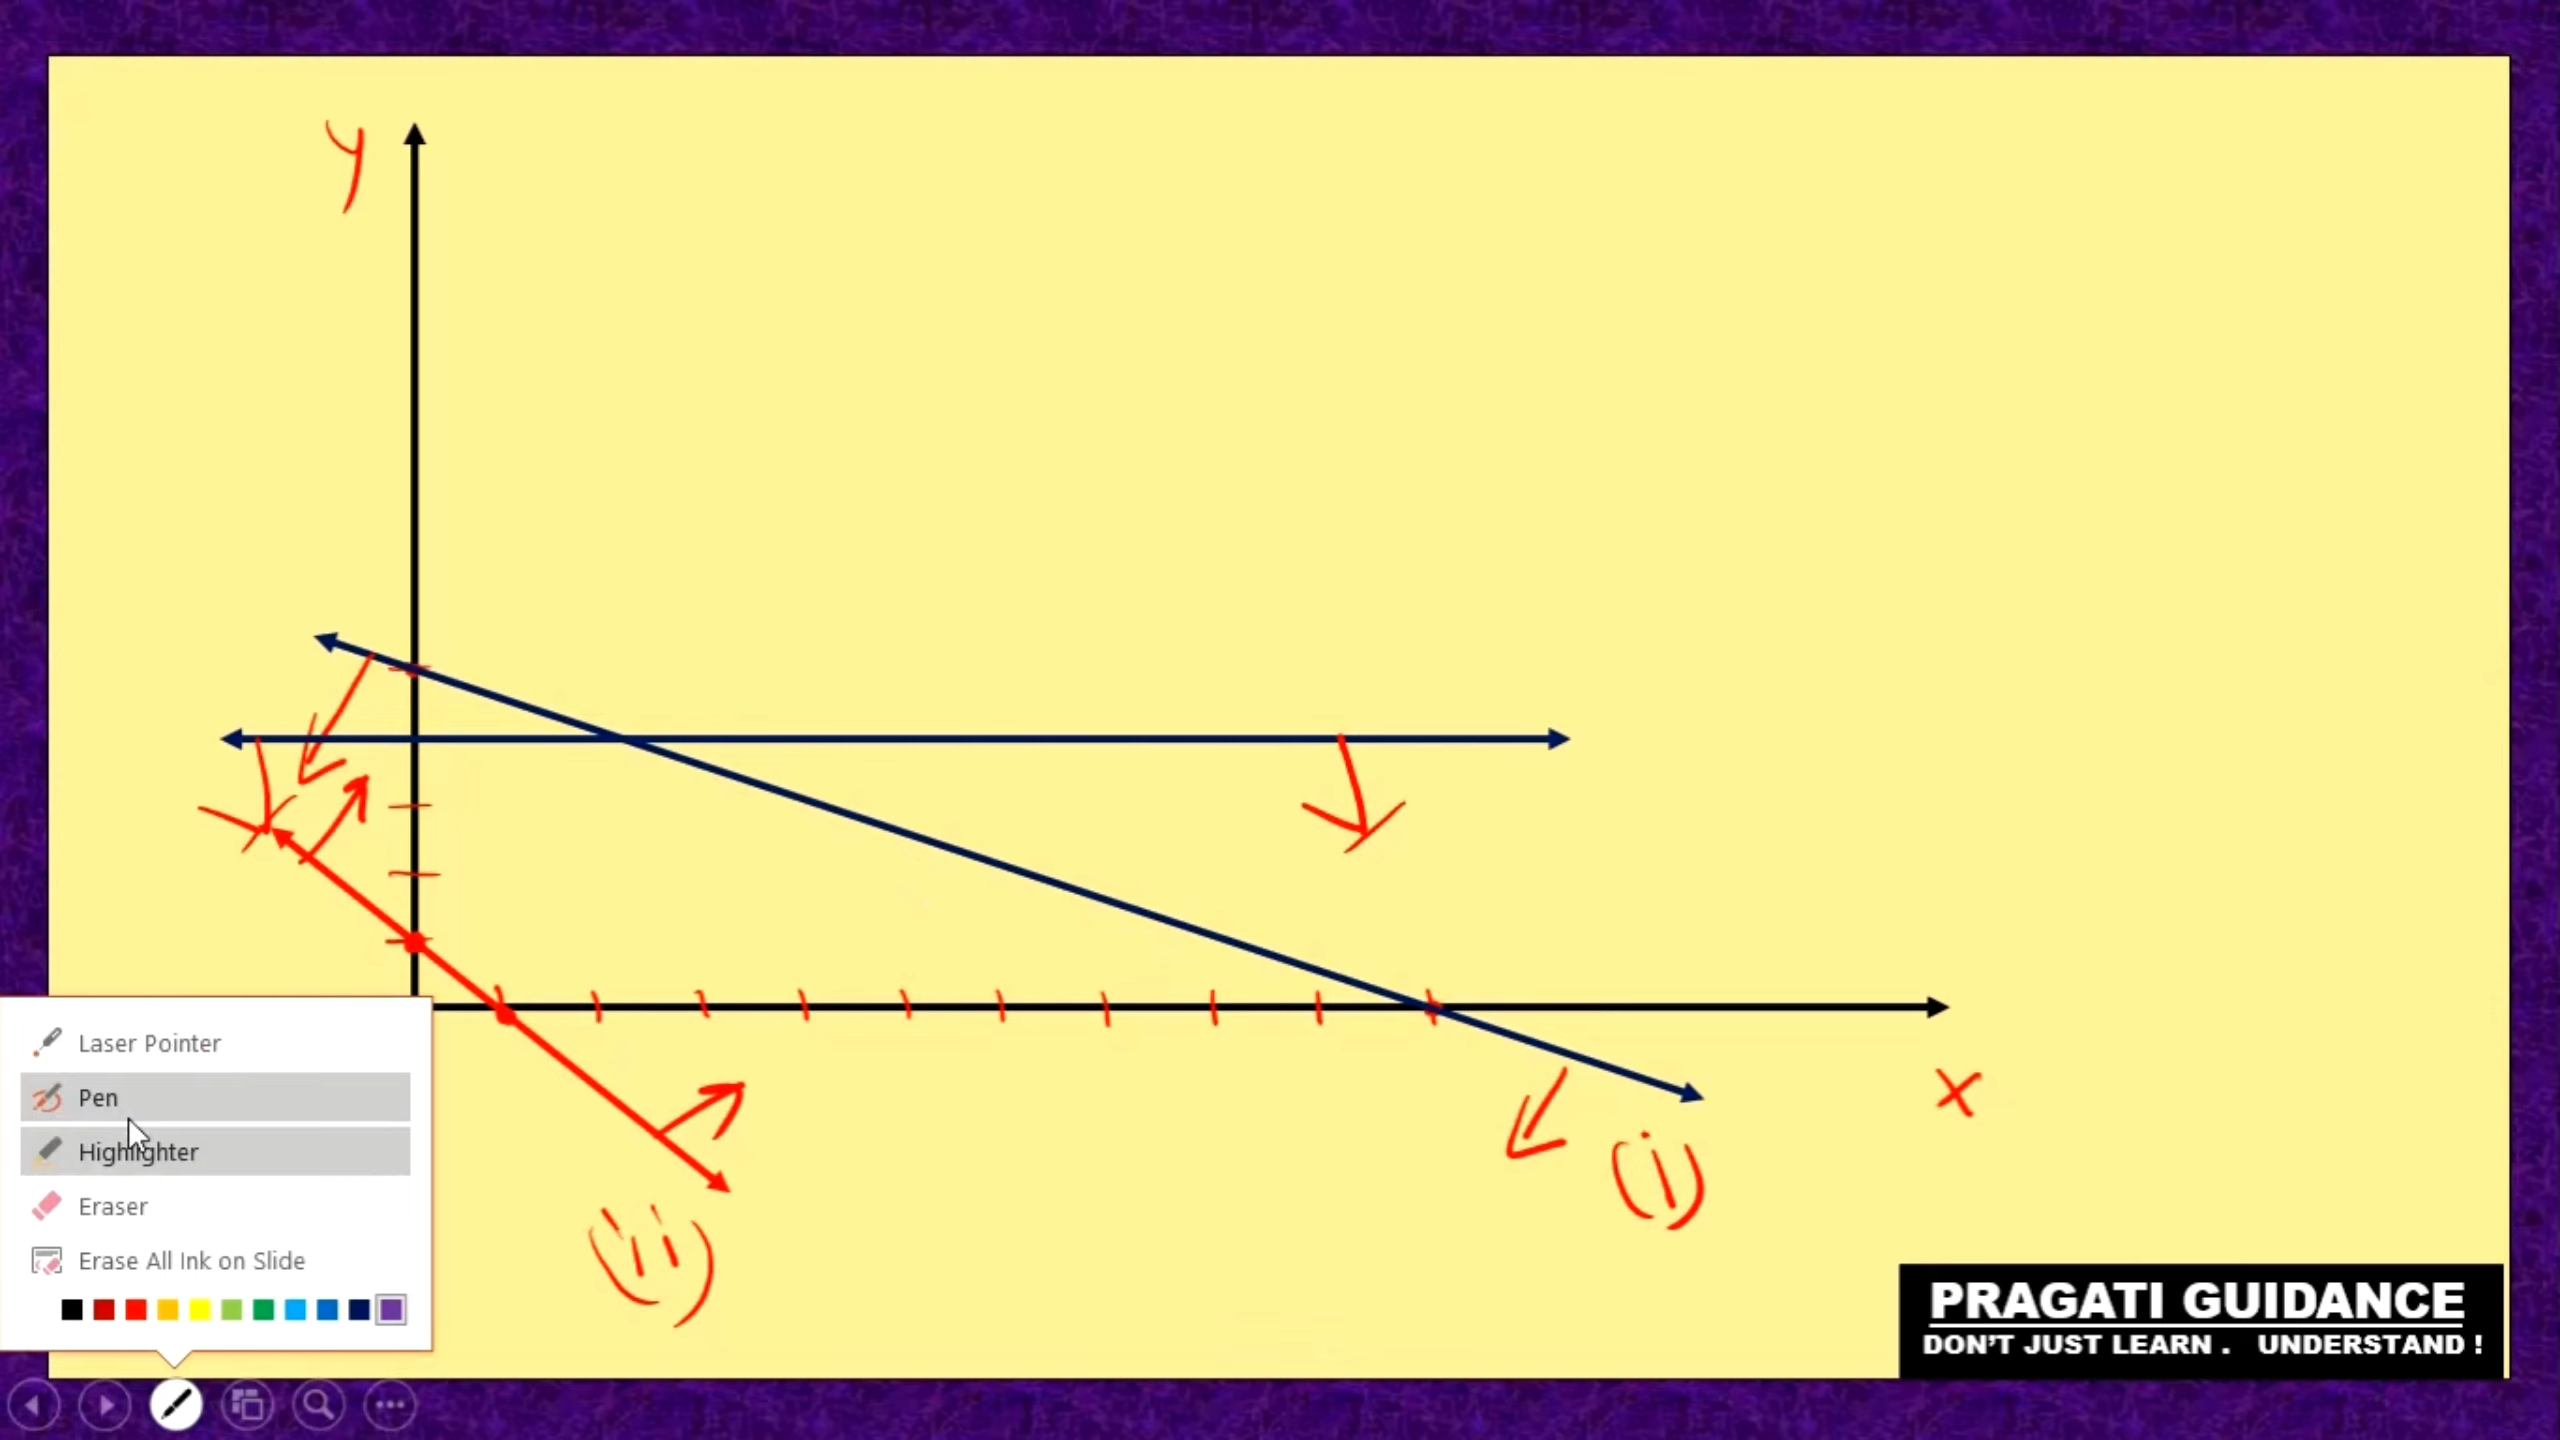 y
x
(i)
(ii)
Laser Pointer
Pen
Highlighter
Eraser
Erase All Ink on Slide
PRAGATI GUIDANCE
DON'T JUST LEARN . UNDERSTAND !